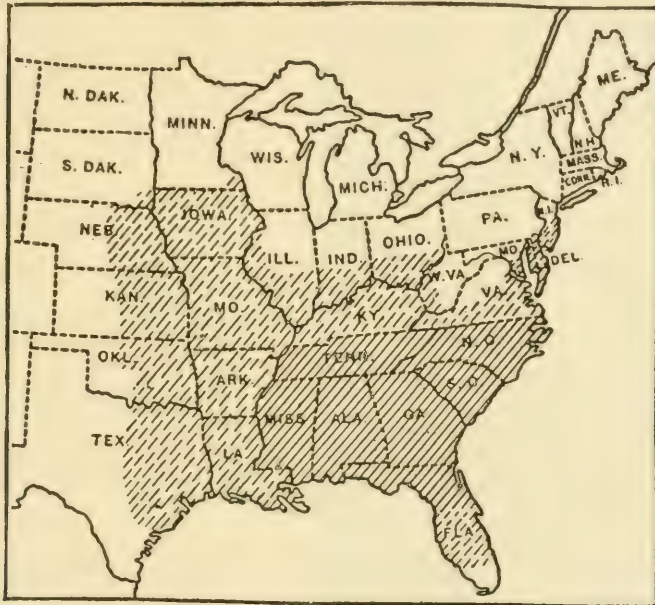 N. DAK.
MINN.
S. DAK.
WIS.
MICH.
ME.
VT.
N.H.
N.Y.
MASS.
CONN.
R.I.
NEB.
IOWA.
ILL.
IND.
OHIO.
PA.
N.J.
MD.
DEL.
W.VA.
VA.
KAN.
MO.
KY.
OKL.
ARK.
TENN.
N.C.
S.C.
TEX.
LA.
MISS.
ALA.
GA.
FLA.